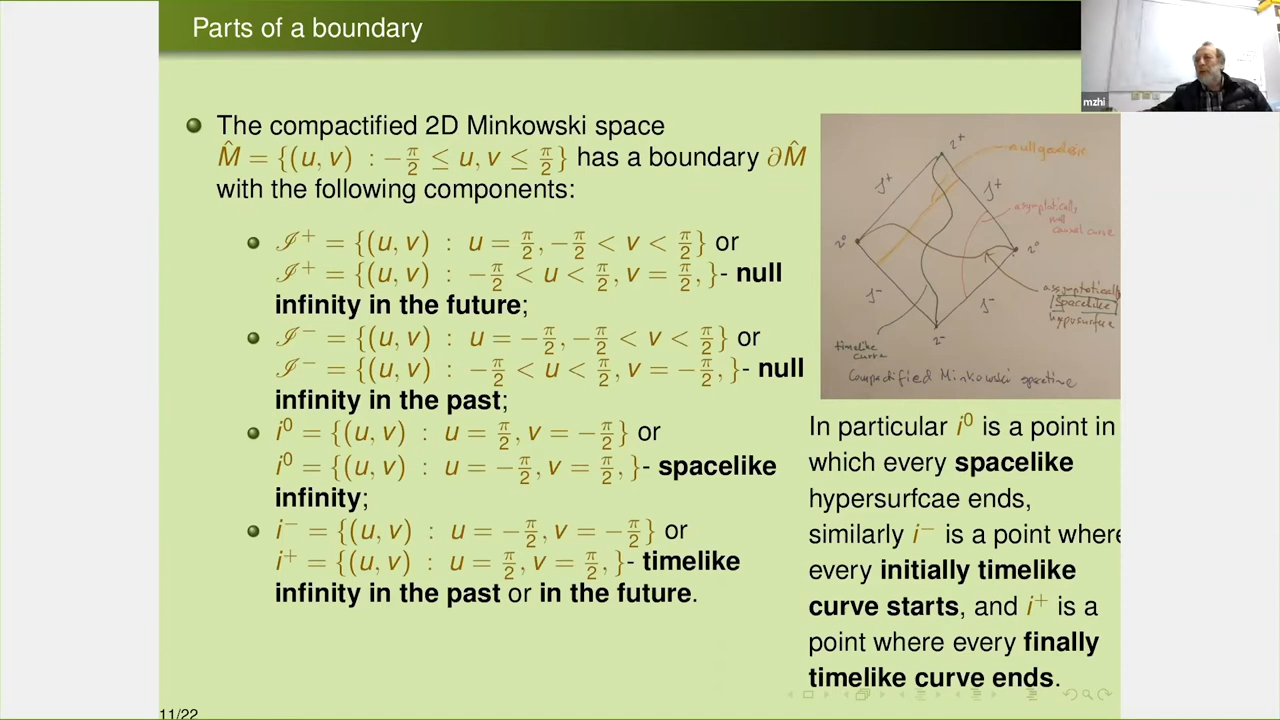 Parts of a boundary
mzhi
The compactified 2D Minkowski space
M̂ = {(u, v) : −π/2 ≤ u, v ≤ π/2} has a boundary ∂M̂
with the following components:
ℐ⁺ = {(u, v) : u = π/2, −π/2 < v < π/2} or
ℐ⁺ = {(u, v) : −π/2 < u < π/2, v = π/2, }- null
infinity in the future;
ℐ⁻ = {(u, v) : u = −π/2, −π/2 < v < π/2} or
ℐ⁻ = {(u, v) : −π/2 < u < π/2, v = −π/2, }- null
infinity in the past;
i⁰ = {(u, v) : u = π/2, v = −π/2} or
i⁰ = {(u, v) : u = −π/2, v = π/2, }- spacelike
infinity;
i⁻ = {(u, v) : u = −π/2, v = −π/2} or
i⁺ = {(u, v) : u = π/2, v = π/2, }- timelike
infinity in the past or in the future.
i⁺
null geodesic
ℐ⁺
ℐ⁺
asymptotically
null
causal curve
i⁰
i⁰
asymptotically
spacelike
hypersurface
ℐ⁻
ℐ⁻
i⁻
timelike
curve
Compactified Minkowski spacetime
In particular i⁰ is a point in
which every spacelike
hypersurfcae ends,
similarly i⁻ is a point where
every initially timelike
curve starts, and i⁺ is a
point where every finally
timelike curve ends.
11/22